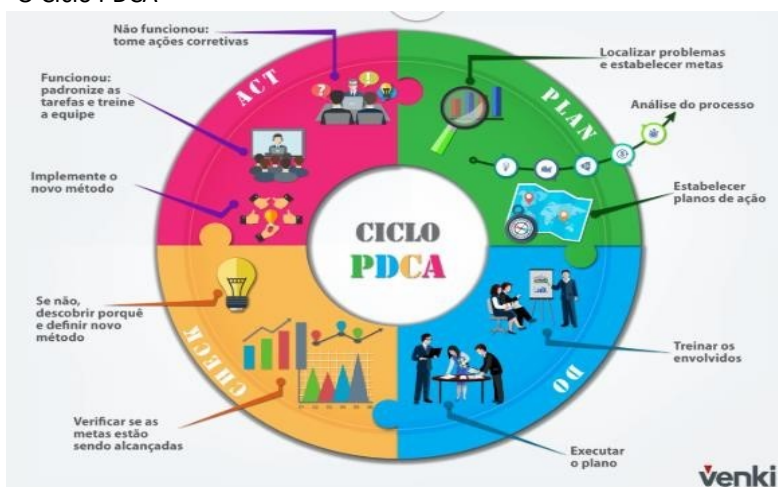 O Ciclo PDCA
Não funcionou:
tome ações corretivas
Funcionou:
padronize as
tarefas e treine
a equipe
Implemente o
novo método
ACT
PLAN
Localizar problemas
e estabelecer metas
Análise do processo
Estabelecer
planos de ação
CICLO
PDCA
Se não,
descobrir porquê
e definir novo
método
CHECK
DO
Treinar os
envolvidos
Verificar se as
metas estão
sendo alcançadas
Executar
o plano
venki